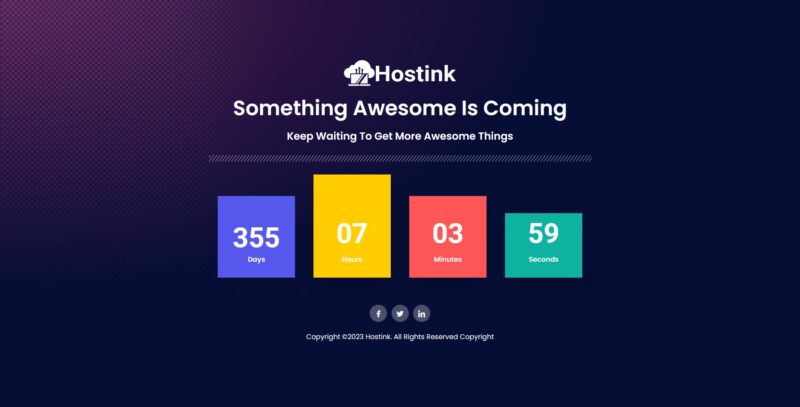 Hostink
Something Awesome Is Coming
Keep Waiting To Get More Awesome Things
355 07 03 59
Days Hours Minutes Seconds
Copyright ©2023 Hostink. All Rights Reserved Copyright